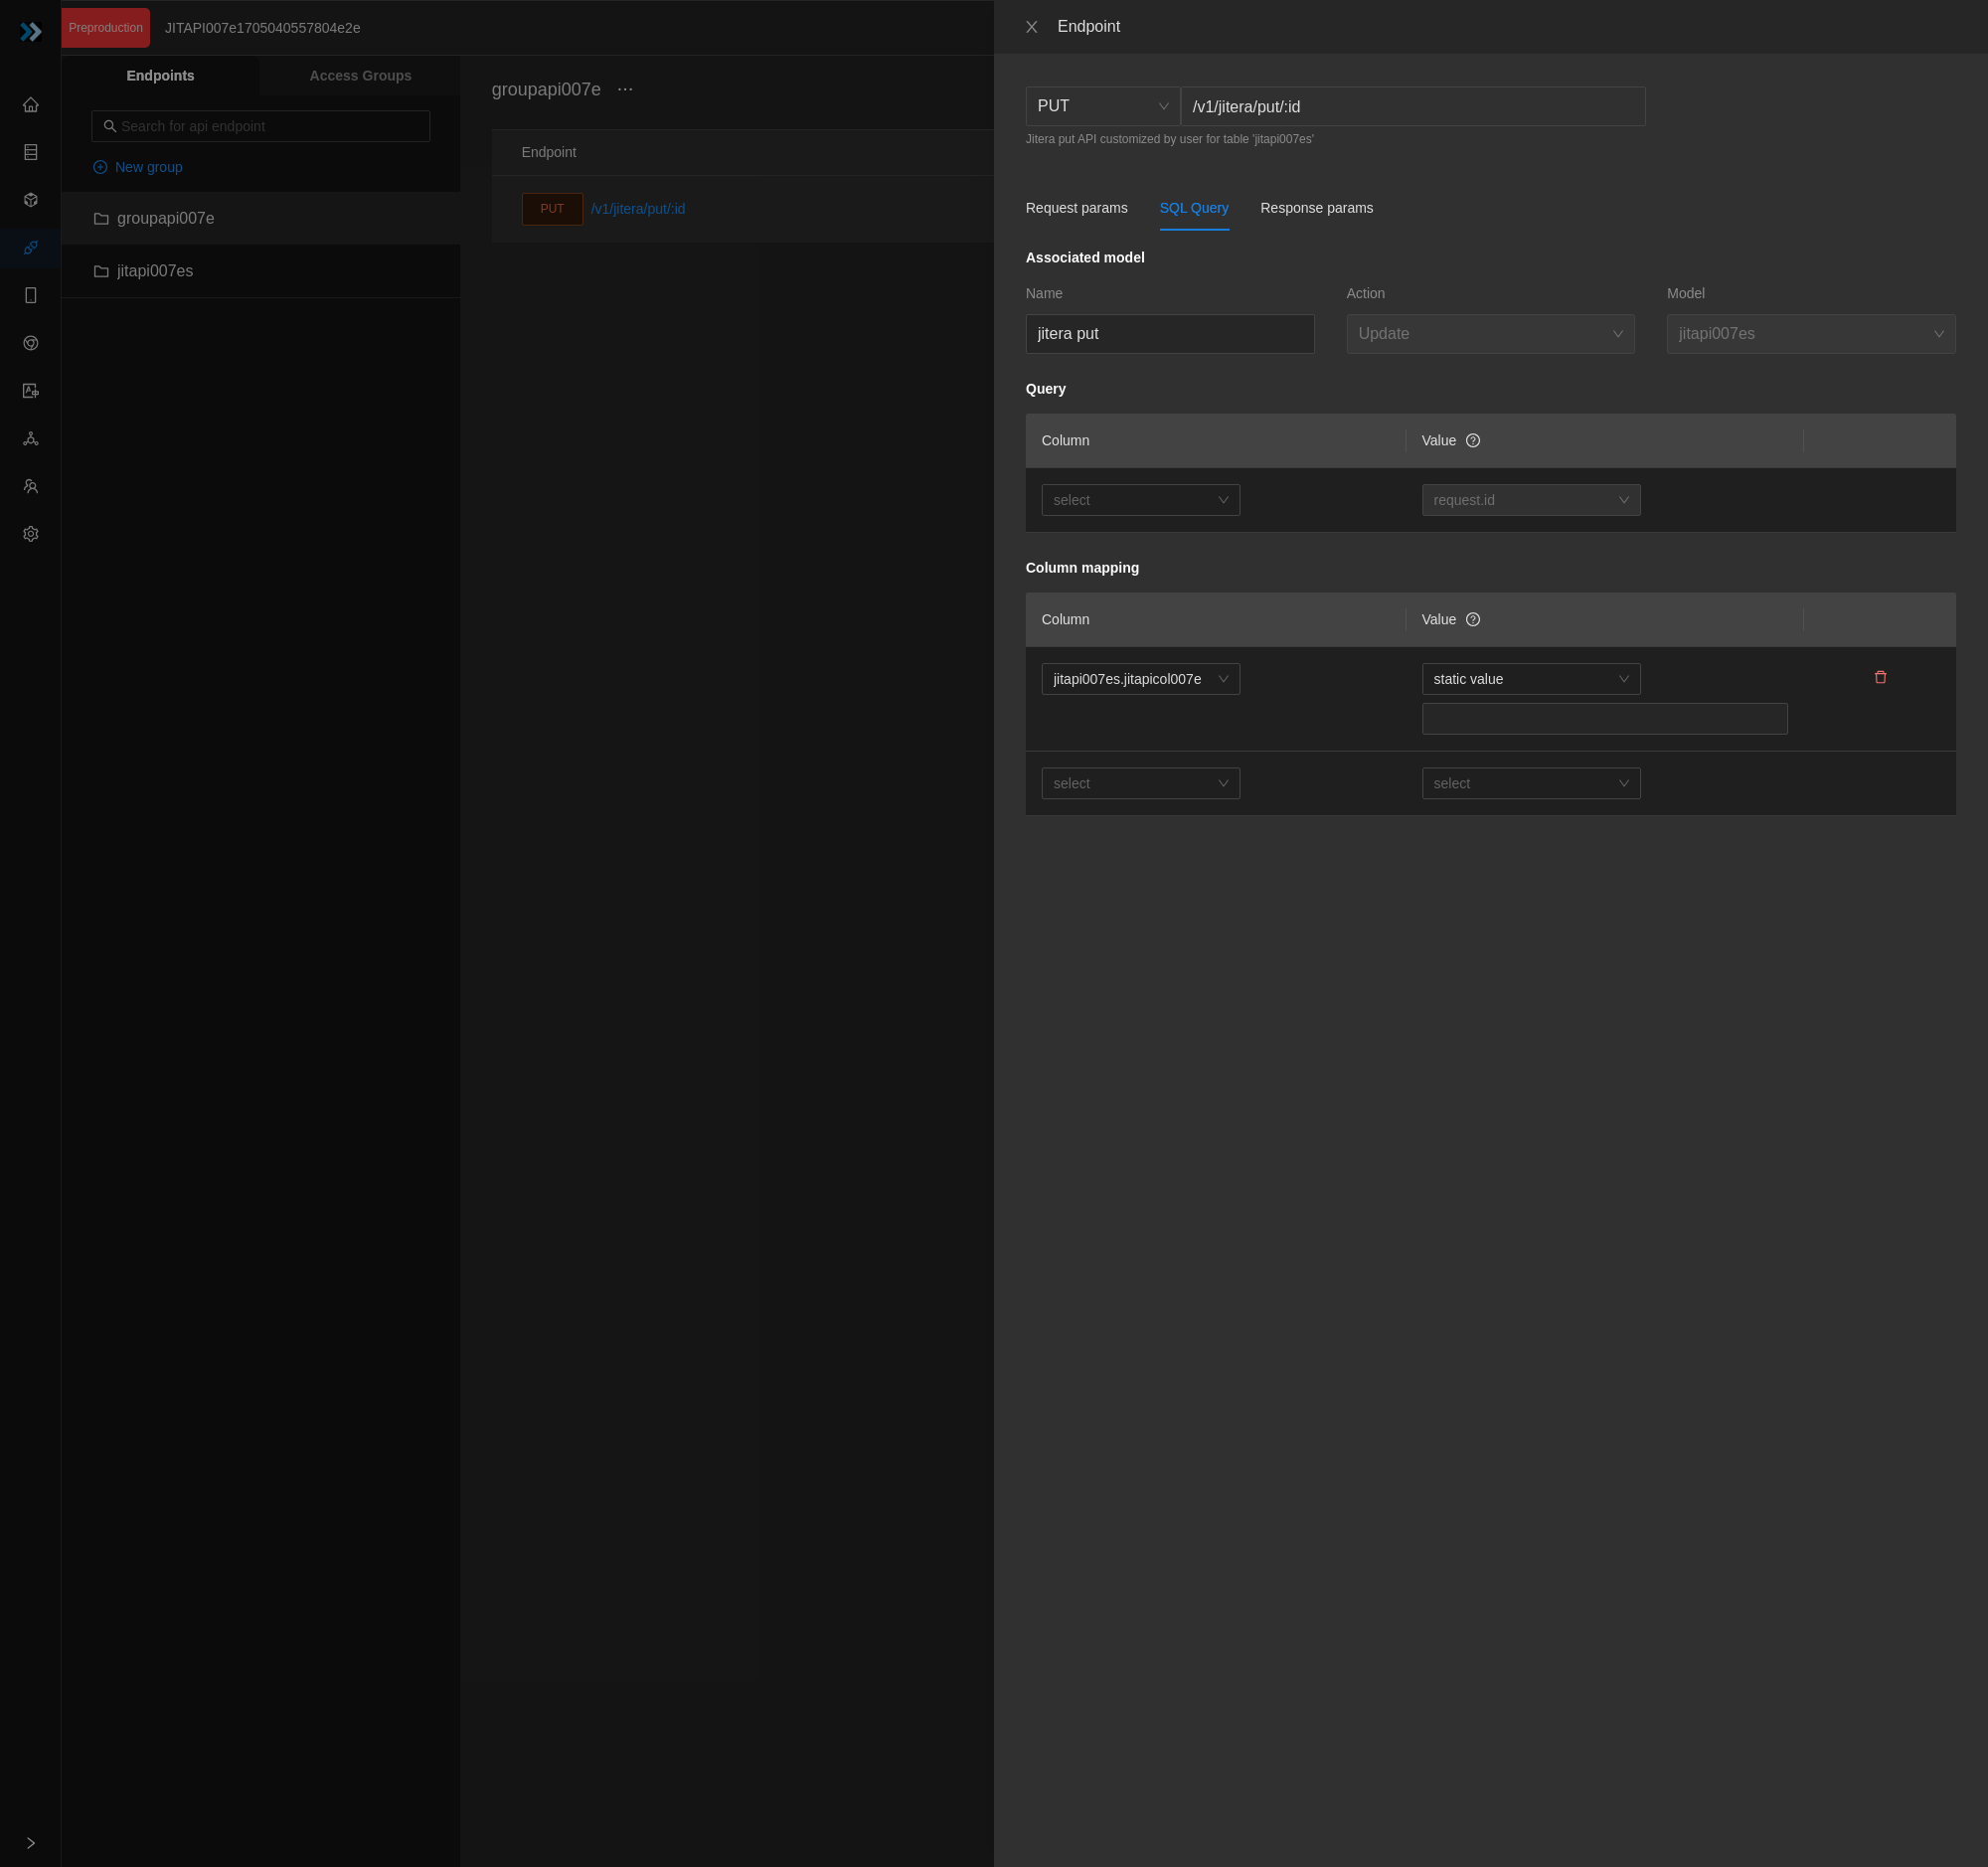 Preproduction
JITAPI007e1705040557804e2e
Endpoints
Access Groups
Search for api endpoint
New group
groupapi007e
jitapi007es
groupapi007e
Endpoint
PUT
/v1/jitera/put/:id
Endpoint
PUT
/v1/jitera/put/:id
Jitera put API customized by user for table 'jitapi007es'
Request params
SQL Query
Response params
Associated model
Name
Action
Model
jitera put
Update
jitapi007es
Query
Column
Value
select
request.id
Column mapping
Column
Value
jitapi007es.jitapicol007e
static value
select
select